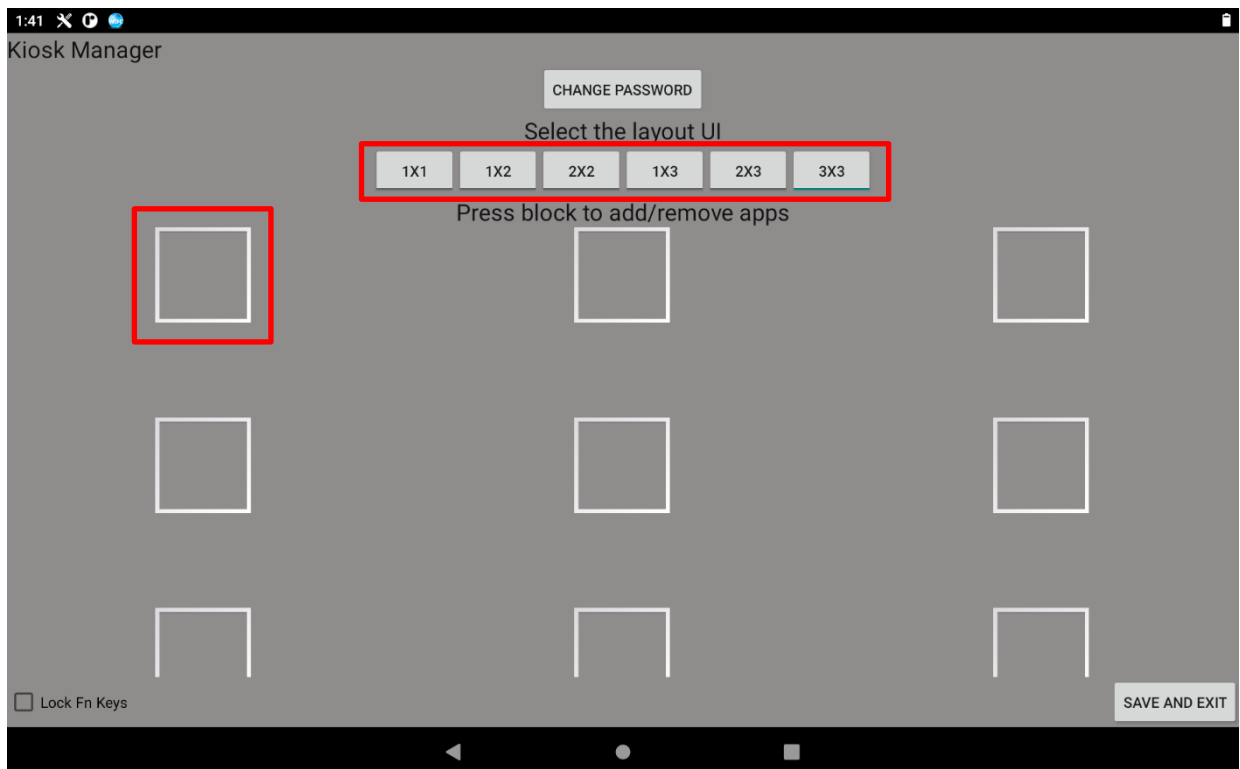 1:41
Kiosk Manager
CHANGE PASSWORD
Select the layout UI
1X1 1X2 2X2 1X3 2X3 3X3
Press block to add/remove apps
Lock Fn Keys
SAVE AND EXIT